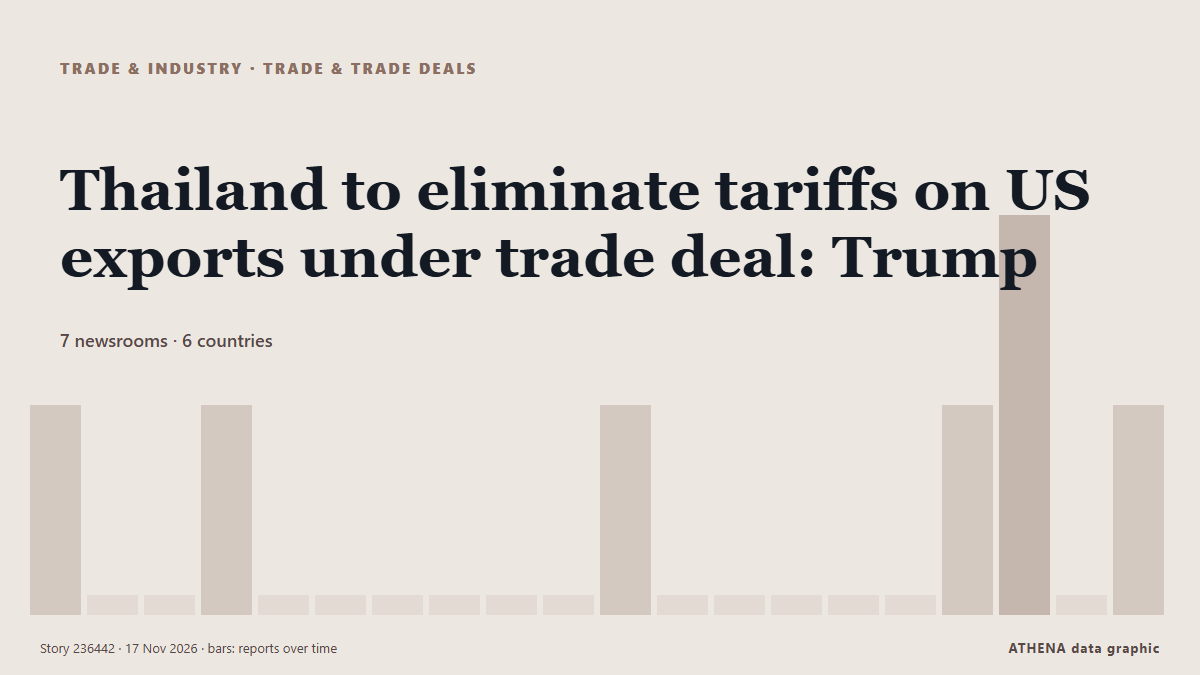 TRADE & INDUSTRY · TRADE & TRADE DEALS
Thailand to eliminate tariffs on US
exports under trade deal: Trump
7 newsrooms · 6 countries
Story 236442 · 17 Nov 2026 · bars: reports over time
ATHENA data graphic